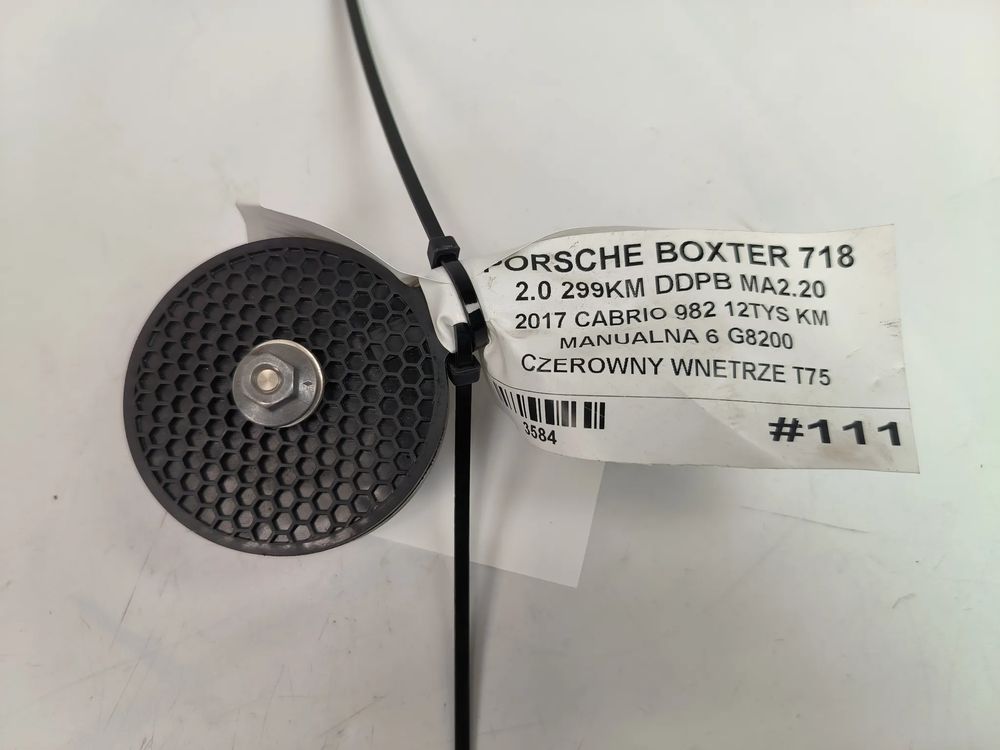 PORSCHE BOXTER 718
2.0 299KM DDPB MA2.20
2017 CABRIO 982 12TYS KM
MANUALNA 6 G8200
CZEROWNY WNETRZE T75
3584
#111